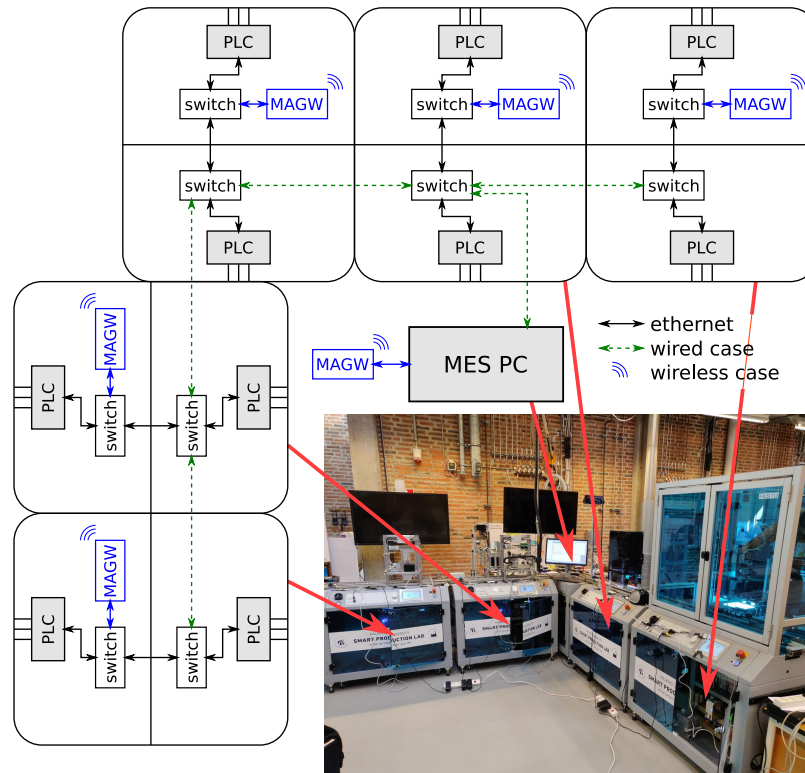 PLC
PLC
PLC
switch
MAGW
switch
MAGW
switch
MAGW
switch
switch
switch
PLC
PLC
PLC
MAGW
PLC
switch
switch
PLC
MAGW
MES PC
ethernet
wired case
wireless case
MAGW
PLC
switch
switch
PLC
SMART PRODUCTION LAB
SMART PRODUCTION LAB
SMART PRODUCTION LAB
SMART PROD